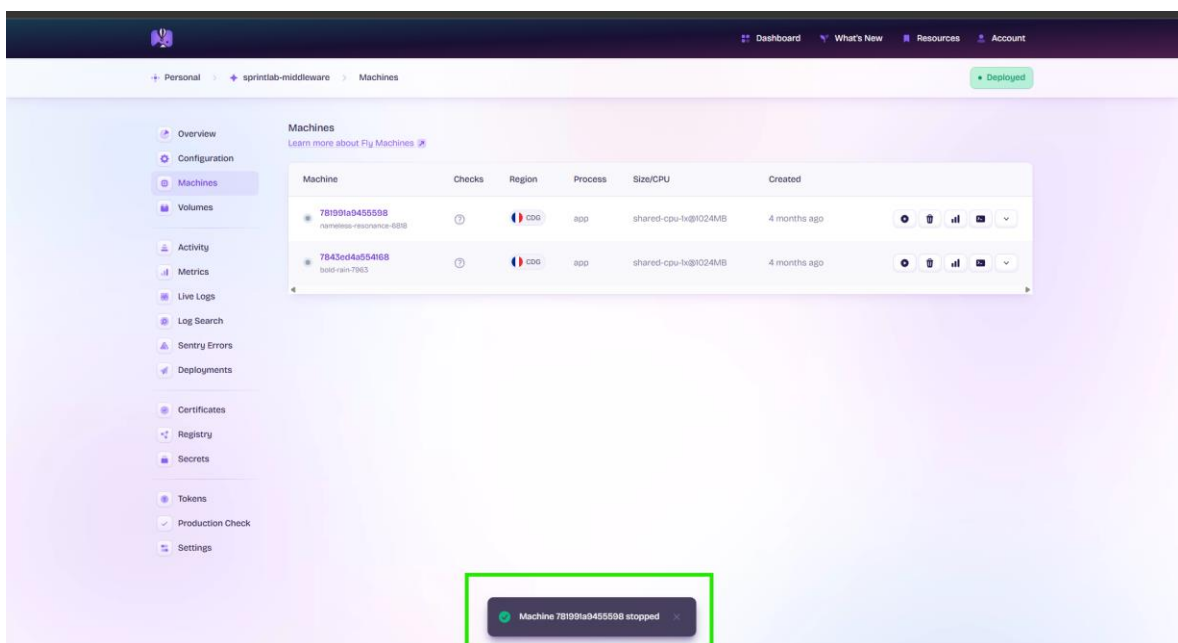 Dashboard What's New Resources Account
Personal sprintlab-middleware Machines Deployed
Overview
Configuration
Machines
Volumes
Activity
Metrics
Live Logs
Log Search
Sentry Errors
Deployments
Certificates
Registry
Secrets
Tokens
Production Check
Settings
Machines
Learn more about Fly Machines
Machine Checks Region Process Size/CPU Created
781991a9455598 CDG app shared-cpu-1x@1024MB 4 months ago
nameless-resonance-6818
7843ed4a554168 CDG app shared-cpu-1x@1024MB 4 months ago
bold-rain-7963
Machine 781991a9455598 stopped